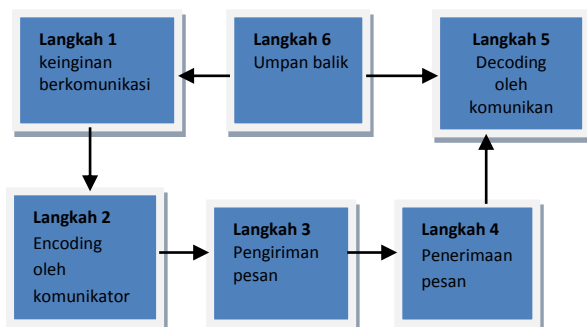 Langkah 1
keinginan
berkomunikasi
Langkah 6
Umpan balik
Langkah 5
Decoding
oleh
komunikan
Langkah 2
Encoding
oleh
komunikator
Langkah 3
Pengiriman
pesan
Langkah 4
Penerimaan
pesan